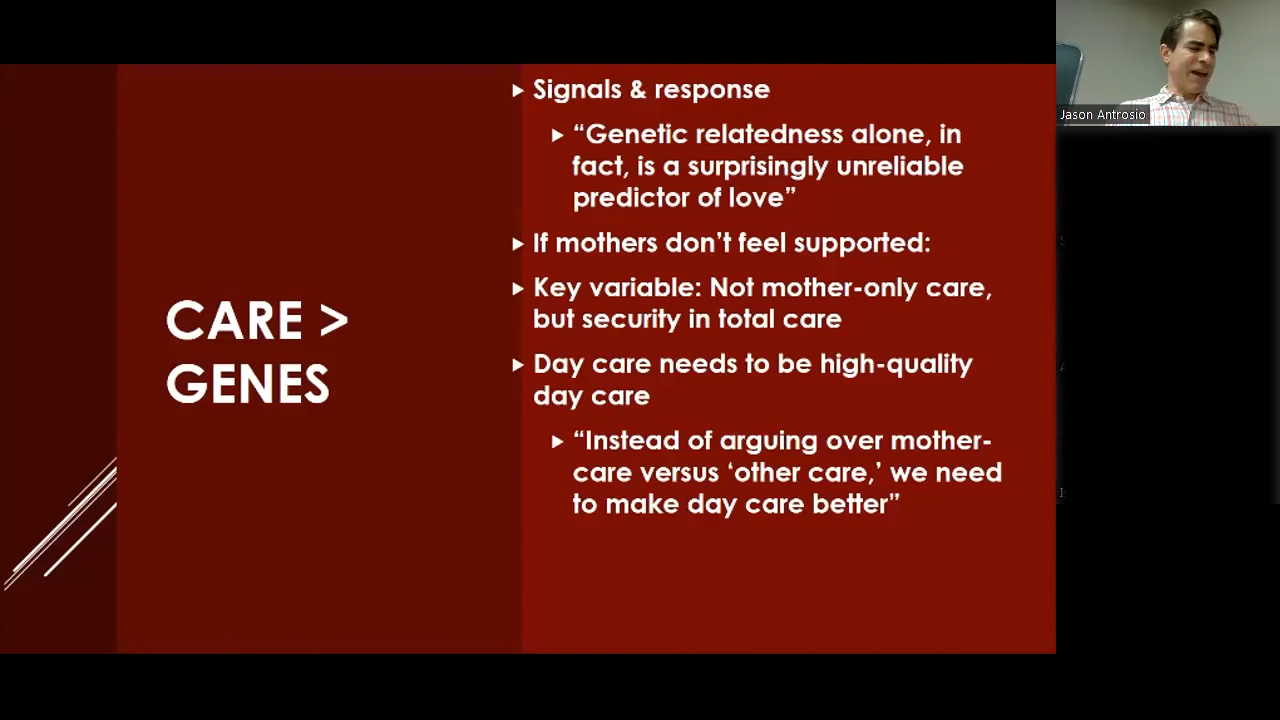 CARE >
GENES
Signals & response
“Genetic relatedness alone, in
fact, is a surprisingly unreliable
predictor of love”
If mothers don’t feel supported:
Key variable: Not mother-only care,
but security in total care
Day care needs to be high-quality
day care
“Instead of arguing over mother-
care versus ‘other care,’ we need
to make day care better”
Jason Antrosio